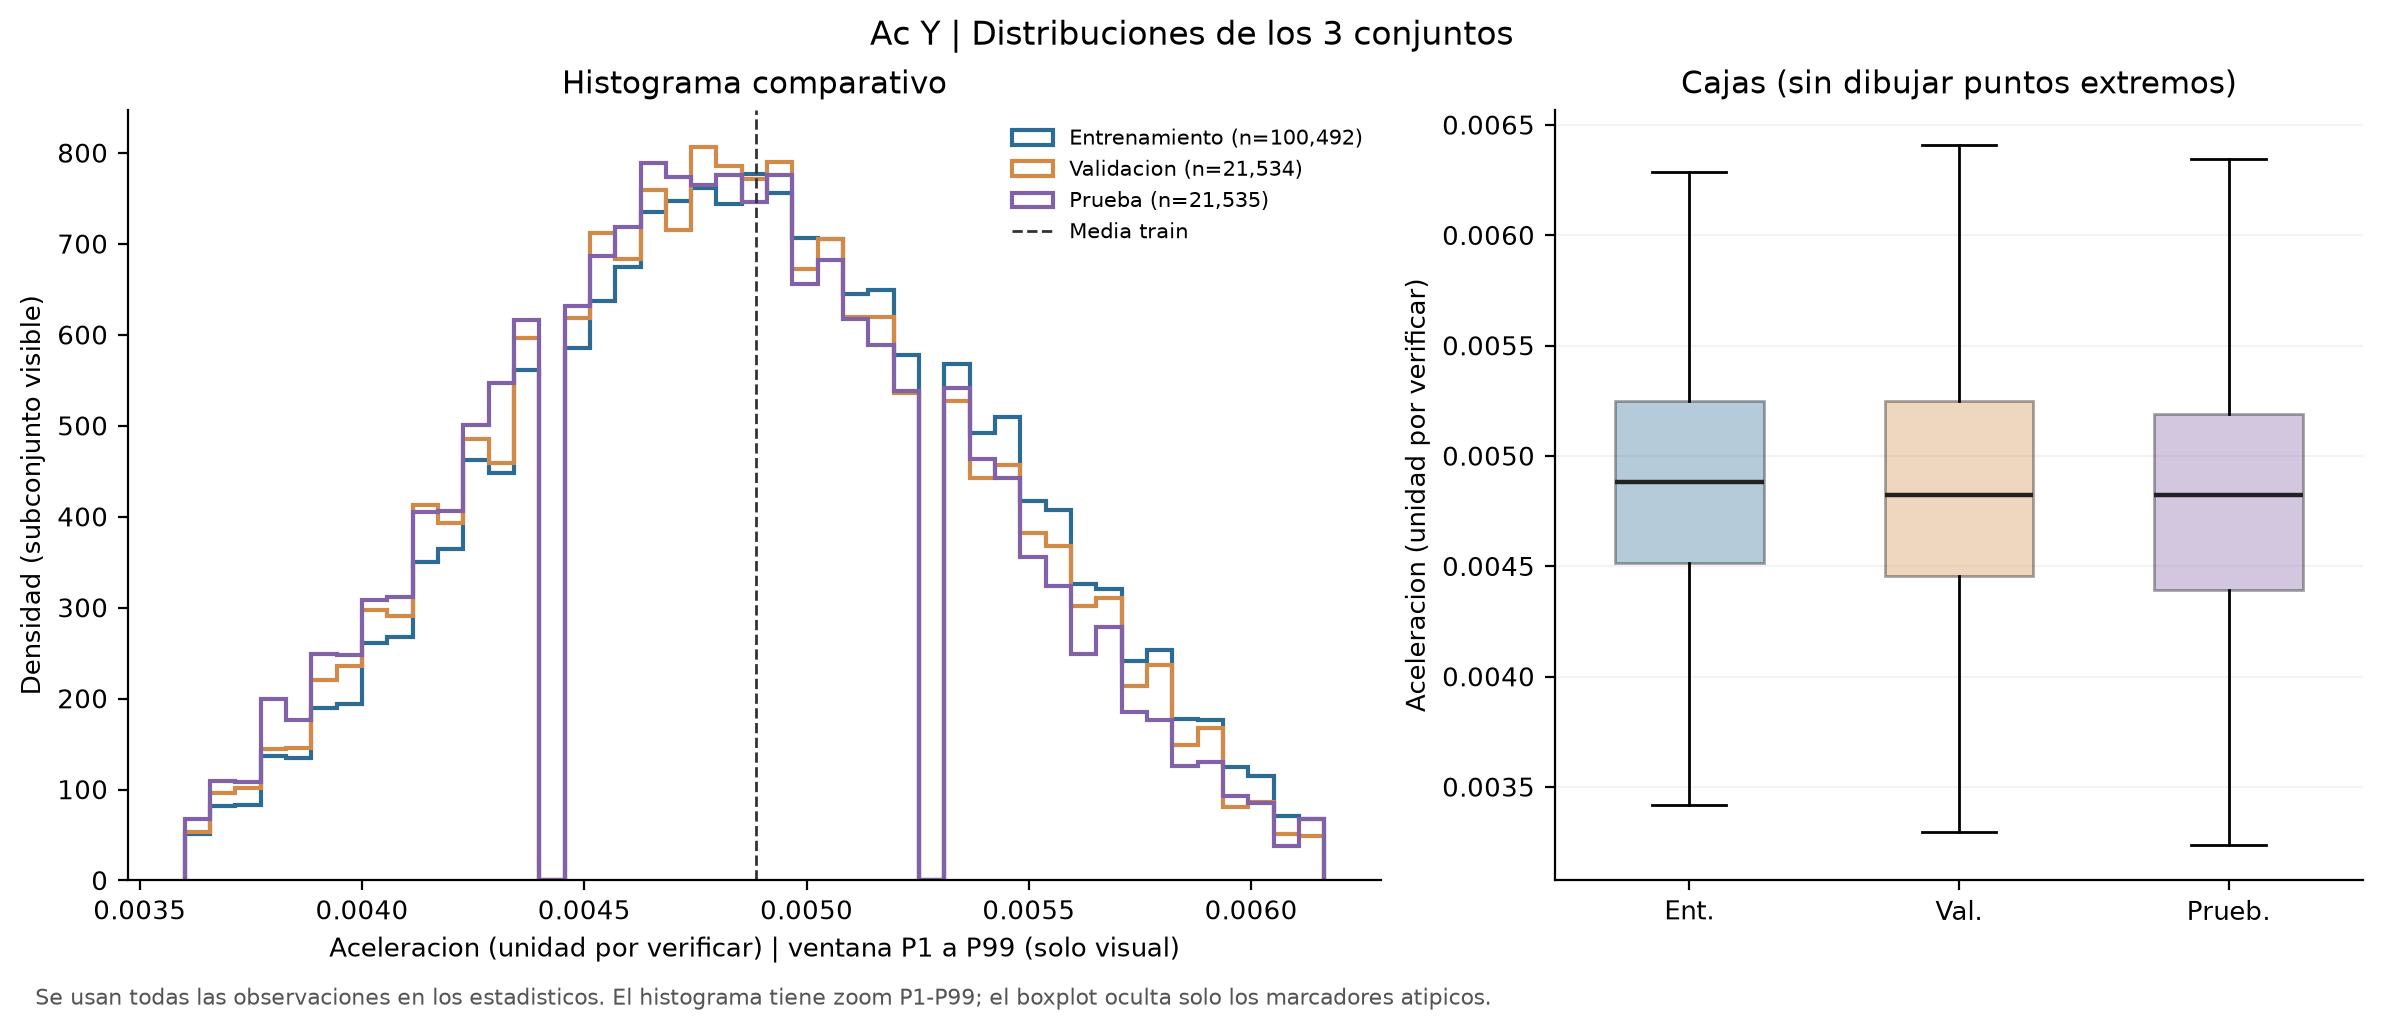 Ac Y | Distribuciones de los 3 conjuntos
Histograma comparativo
Densidad (subconjunto visible)
800
700
600
500
400
300
200
100
0
0.0035 0.0040 0.0045 0.0050 0.0055 0.0060
Aceleracion (unidad por verificar) | ventana P1 a P99 (solo visual)
Entrenamiento (n=100,492)
Validacion (n=21,534)
Prueba (n=21,535)
Media train
Cajas (sin dibujar puntos extremos)
Aceleracion (unidad por verificar)
0.0065
0.0060
0.0055
0.0050
0.0045
0.0040
0.0035
Ent. Val. Prueb.
Se usan todas las observaciones en los estadisticos. El histograma tiene zoom P1-P99; el boxplot oculta solo los marcadores atipicos.